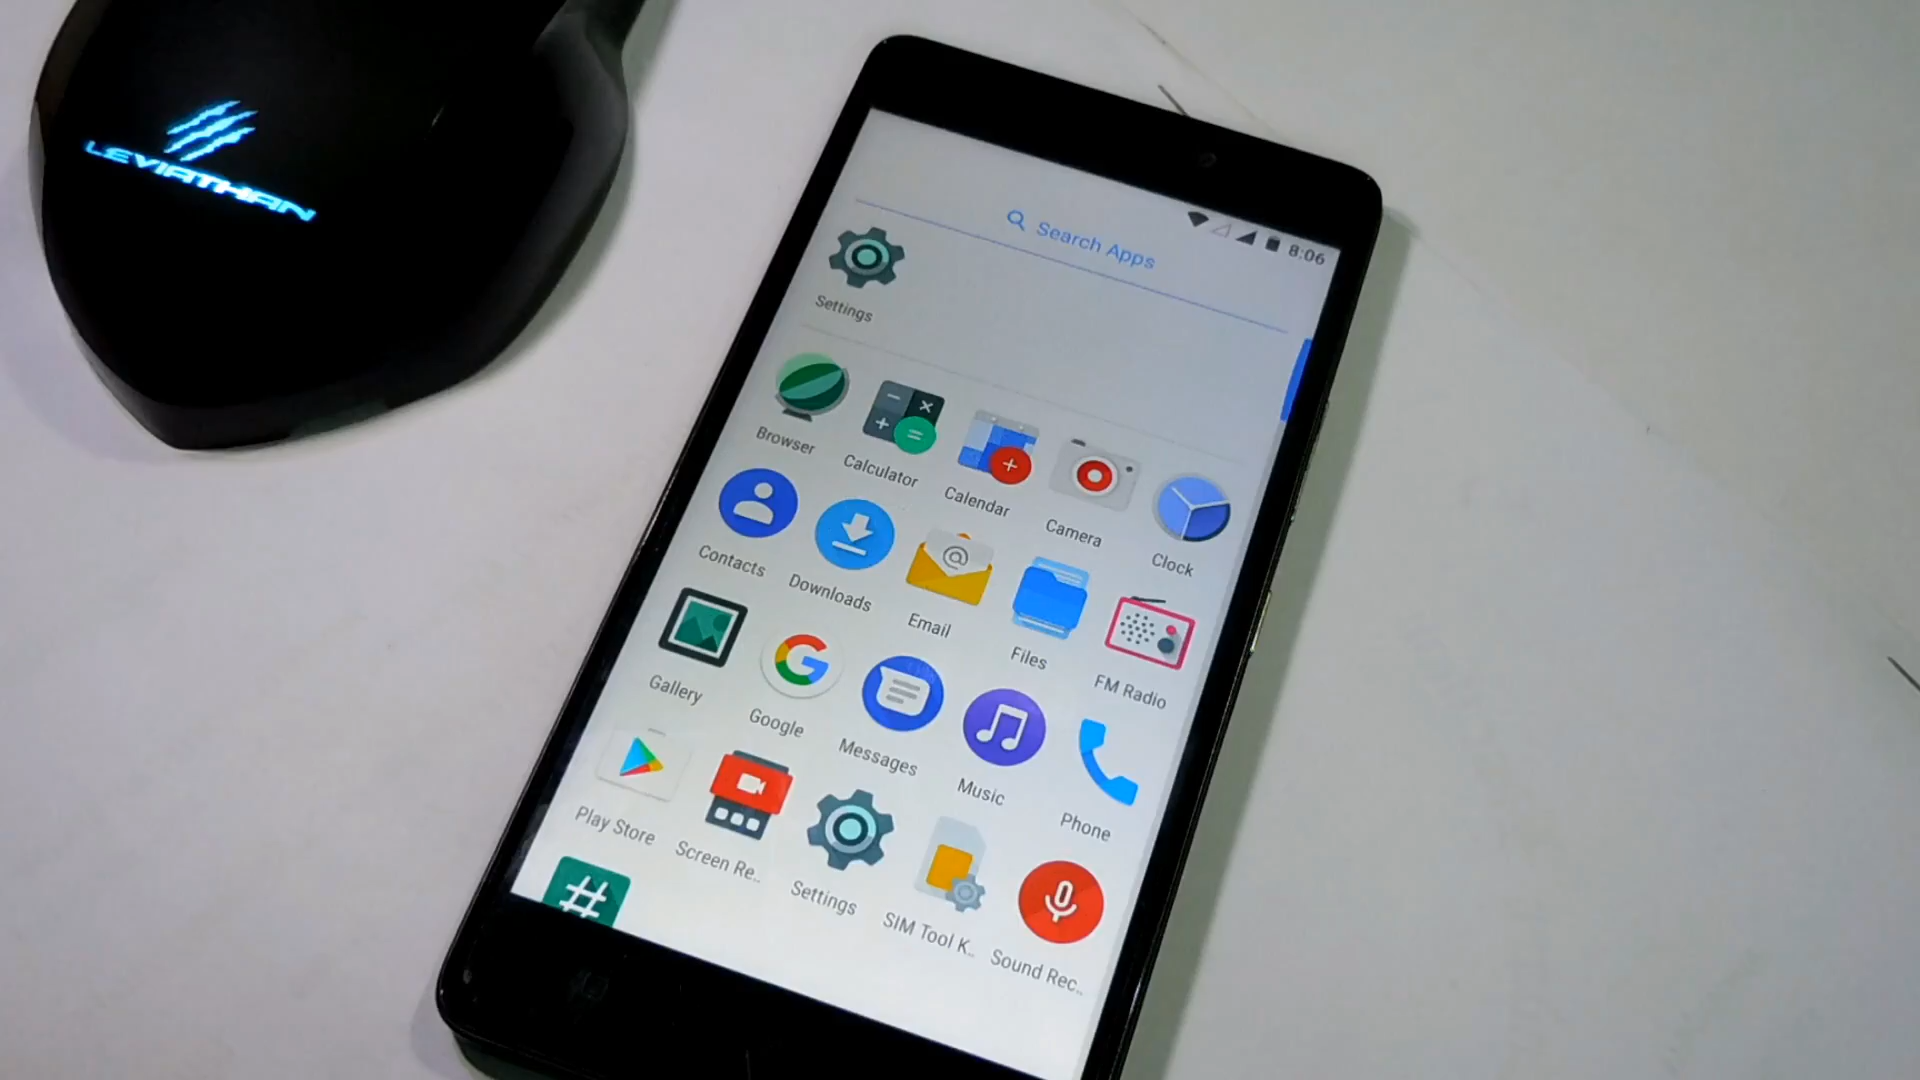 LEVIATHAN
8:06
Search Apps
Settings
Browser
Calculator
Calendar
Camera
Clock
Contacts
Downloads
Email
Files
FM Radio
Gallery
Google
Messages
Music
Phone
Play Store
Screen Re..
Settings
SIM Tool K..
Sound Rec..